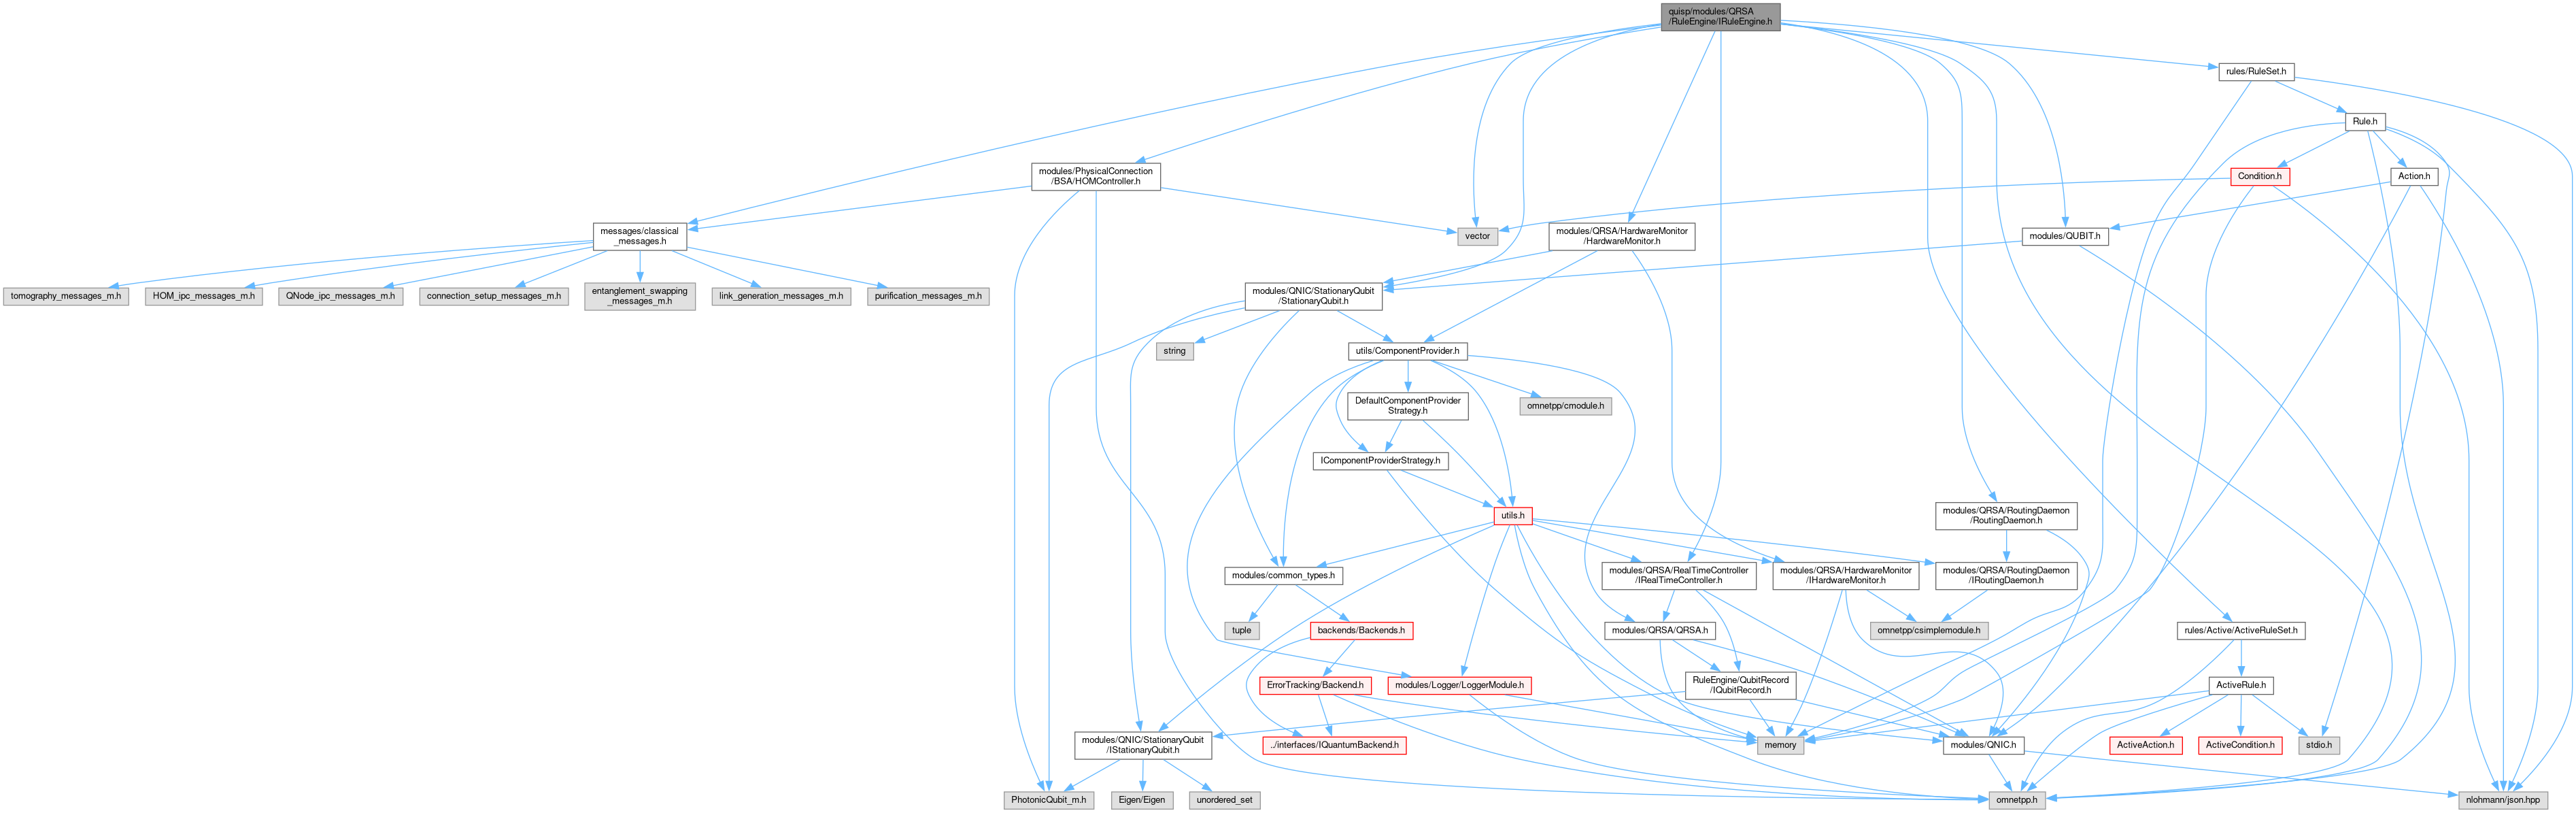 quisp/modules/QRSA
/RuleEngine/IRuleEngine.h
rules/RuleSet.h
Rule.h
modules/PhysicalConnection
/BSA/HOMController.h
Condition.h
Action.h
messages/classical
_messages.h
vector
modules/QRSA/HardwareMonitor
/HardwareMonitor.h
modules/QUBIT.h
tomography_messages_m.h
HOM_ipc_messages_m.h
QNode_ipc_messages_m.h
connection_setup_messages_m.h
entanglement_swapping
_messages_m.h
link_generation_messages_m.h
purification_messages_m.h
modules/QNIC/StationaryQubit
/StationaryQubit.h
string
utils/ComponentProvider.h
DefaultComponentProvider
Strategy.h
omnetpp/cmodule.h
IComponentProviderStrategy.h
utils.h
modules/QRSA/RoutingDaemon
/RoutingDaemon.h
modules/common_types.h
modules/QRSA/RealTimeController
/IRealTimeController.h
modules/QRSA/HardwareMonitor
/IHardwareMonitor.h
modules/QRSA/RoutingDaemon
/IRoutingDaemon.h
tuple
backends/Backends.h
modules/QRSA/QRSA.h
omnetpp/csimplemodule.h
rules/Active/ActiveRuleSet.h
ErrorTracking/Backend.h
modules/Logger/LoggerModule.h
RuleEngine/QubitRecord
/IQubitRecord.h
ActiveRule.h
modules/QNIC/StationaryQubit
/IStationaryQubit.h
../interfaces/IQuantumBackend.h
memory
modules/QNIC.h
ActiveAction.h
ActiveCondition.h
stdio.h
PhotonicQubit_m.h
Eigen/Eigen
unordered_set
omnetpp.h
nlohmann/json.hpp